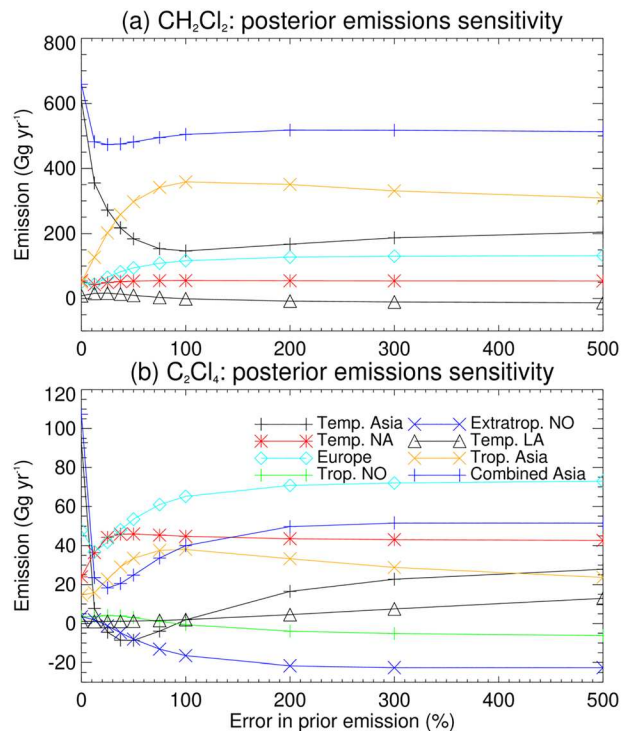 (a) CH₂Cl₂: posterior emissions sensitivity
800
600
400
200
0
Emission (Gg yr⁻¹)
0 100 200 300 400 500
(b) C₂Cl₄: posterior emissions sensitivity
120
100
80
60
40
20
0
-20
Emission (Gg yr⁻¹)
Temp. Asia
Temp. NA
Europe
Trop. NO
Extratrop. NO
Temp. LA
Trop. Asia
Combined Asia
0 100 200 300 400 500
Error in prior emission (%)